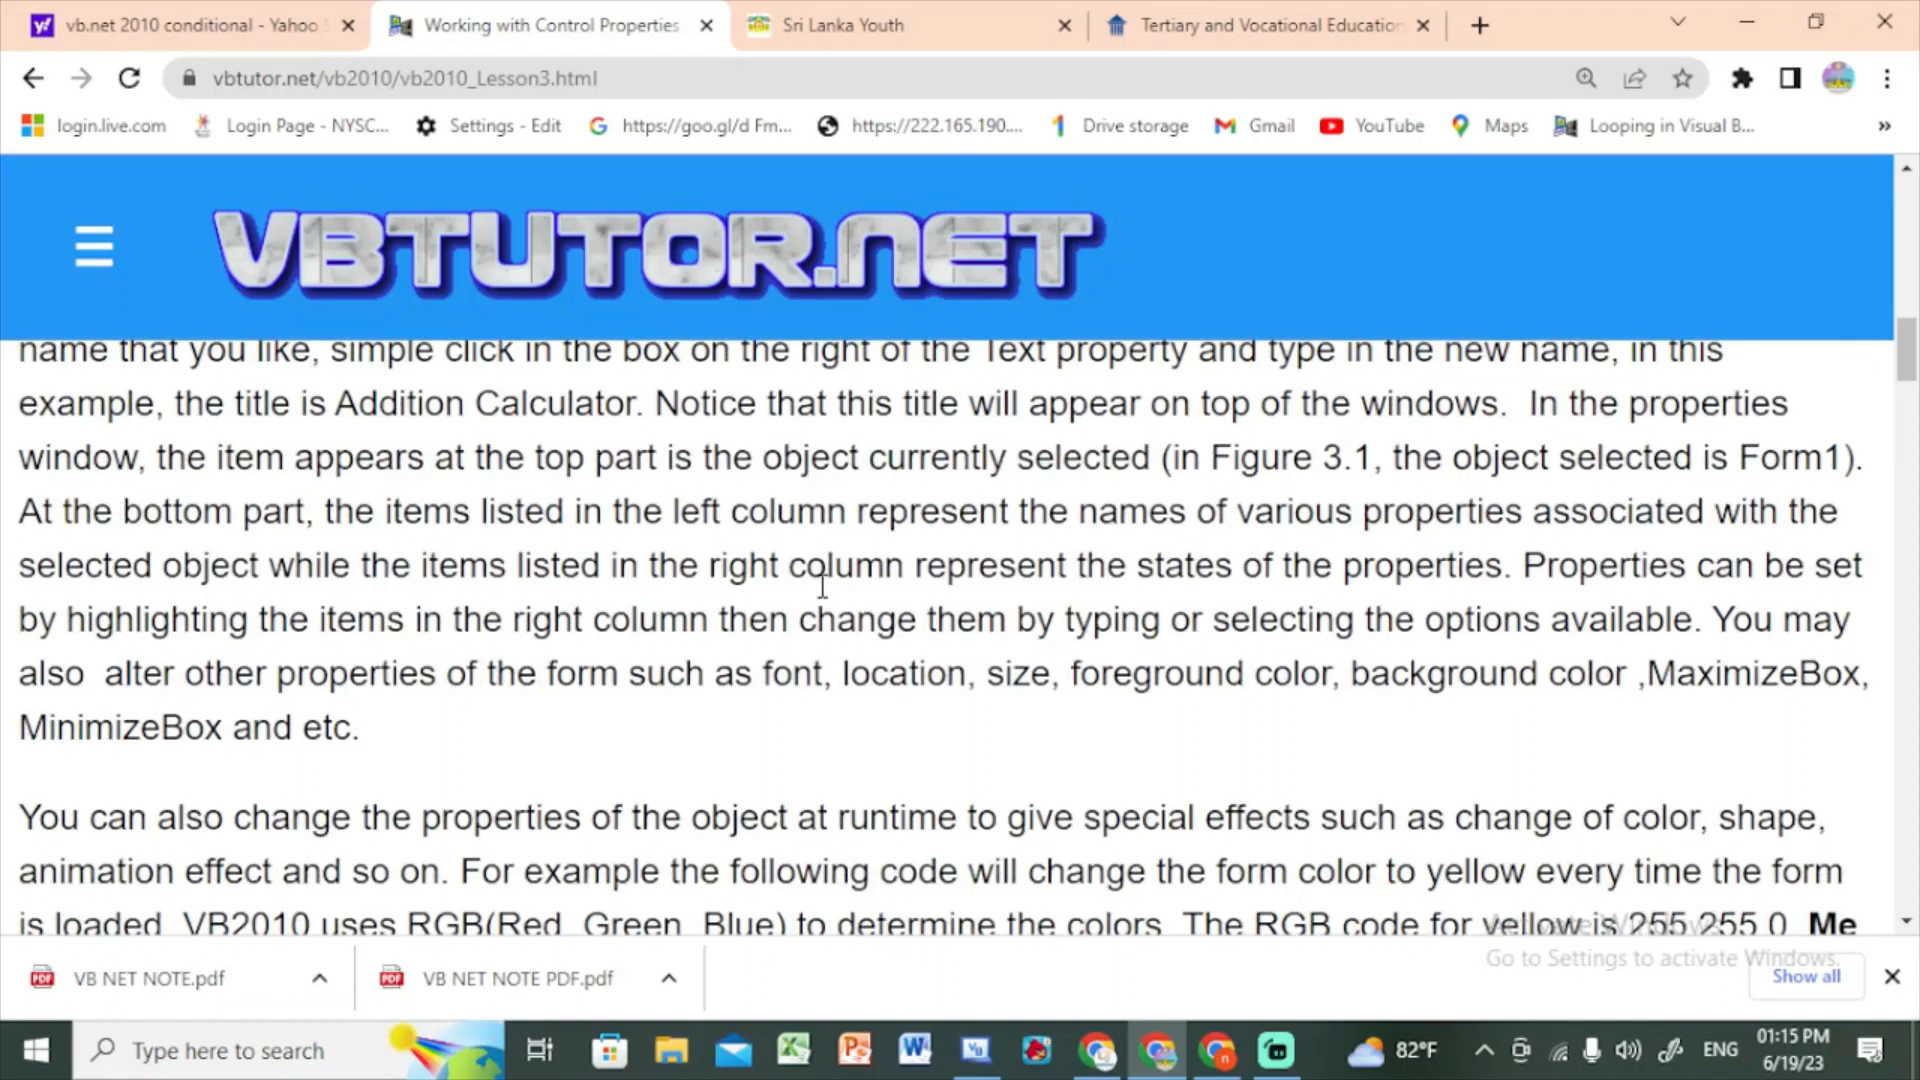 vb.net 2010 conditional - Yahoo
Working with Control Properties
Sri Lanka Youth
Tertiary and Vocational Education
vbtutor.net/vb2010/vb2010_Lesson3.html
login.live.com
Login Page - NYSC...
Settings - Edit
https://goo.gl/d Fm...
https://222.165.190....
Drive storage
Gmail
YouTube
Maps
Looping in Visual B...
»
VBTUTOR.NET
name that you like, simple click in the box on the right of the Text property and type in the new name, in this
example, the title is Addition Calculator. Notice that this title will appear on top of the windows. In the properties
window, the item appears at the top part is the object currently selected (in Figure 3.1, the object selected is Form1).
At the bottom part, the items listed in the left column represent the names of various properties associated with the
selected object while the items listed in the right column represent the states of the properties. Properties can be set
by highlighting the items in the right column then change them by typing or selecting the options available. You may
also alter other properties of the form such as font, location, size, foreground color, background color ,MaximizeBox,
MinimizeBox and etc.
You can also change the properties of the object at runtime to give special effects such as change of color, shape,
animation effect and so on. For example the following code will change the form color to yellow every time the form
is loaded. VB2010 uses RGB(Red, Green, Blue) to determine the colors. The RGB code for yellow is 255,255,0. Me
Activate Windows
Go to Settings to activate Windows.
VB NET NOTE.pdf
VB NET NOTE PDF.pdf
Show all
Type here to search
82°F
ENG
01:15 PM
6/19/23